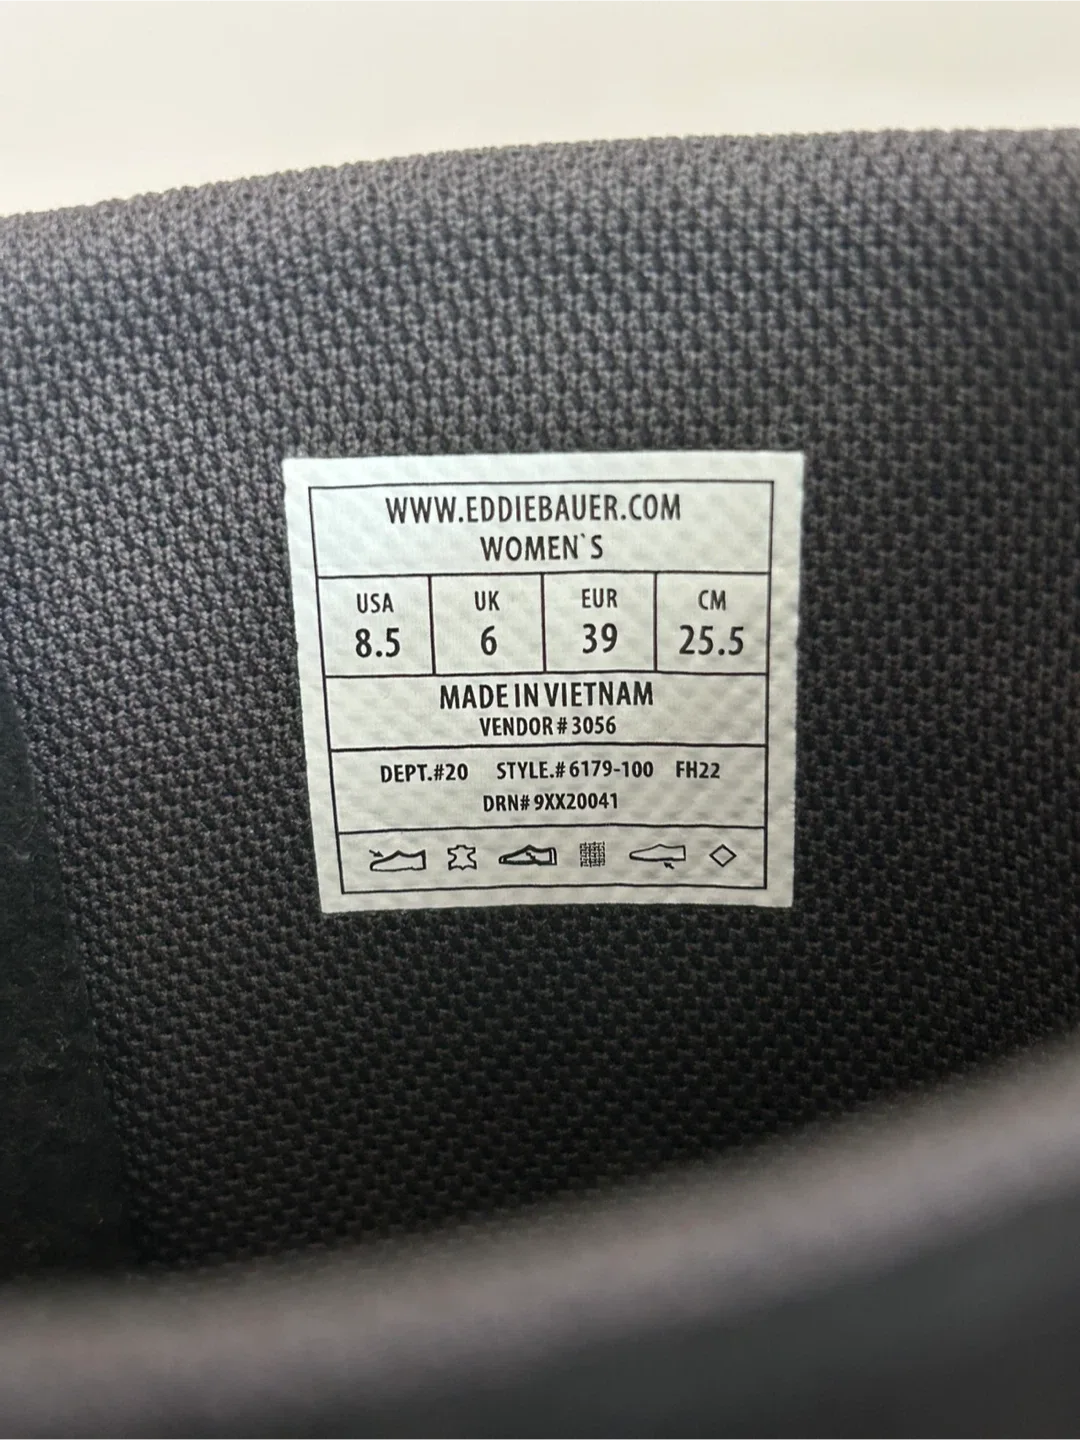 WWW.EDDIEBAUER.COM
WOMEN`S
USA UK EUR CM
8.5 6 39 25.5
MADE IN VIETNAM
VENDOR # 3056
DEPT.#20 STYLE.# 6179-100 FH22
DRN# 9XX20041